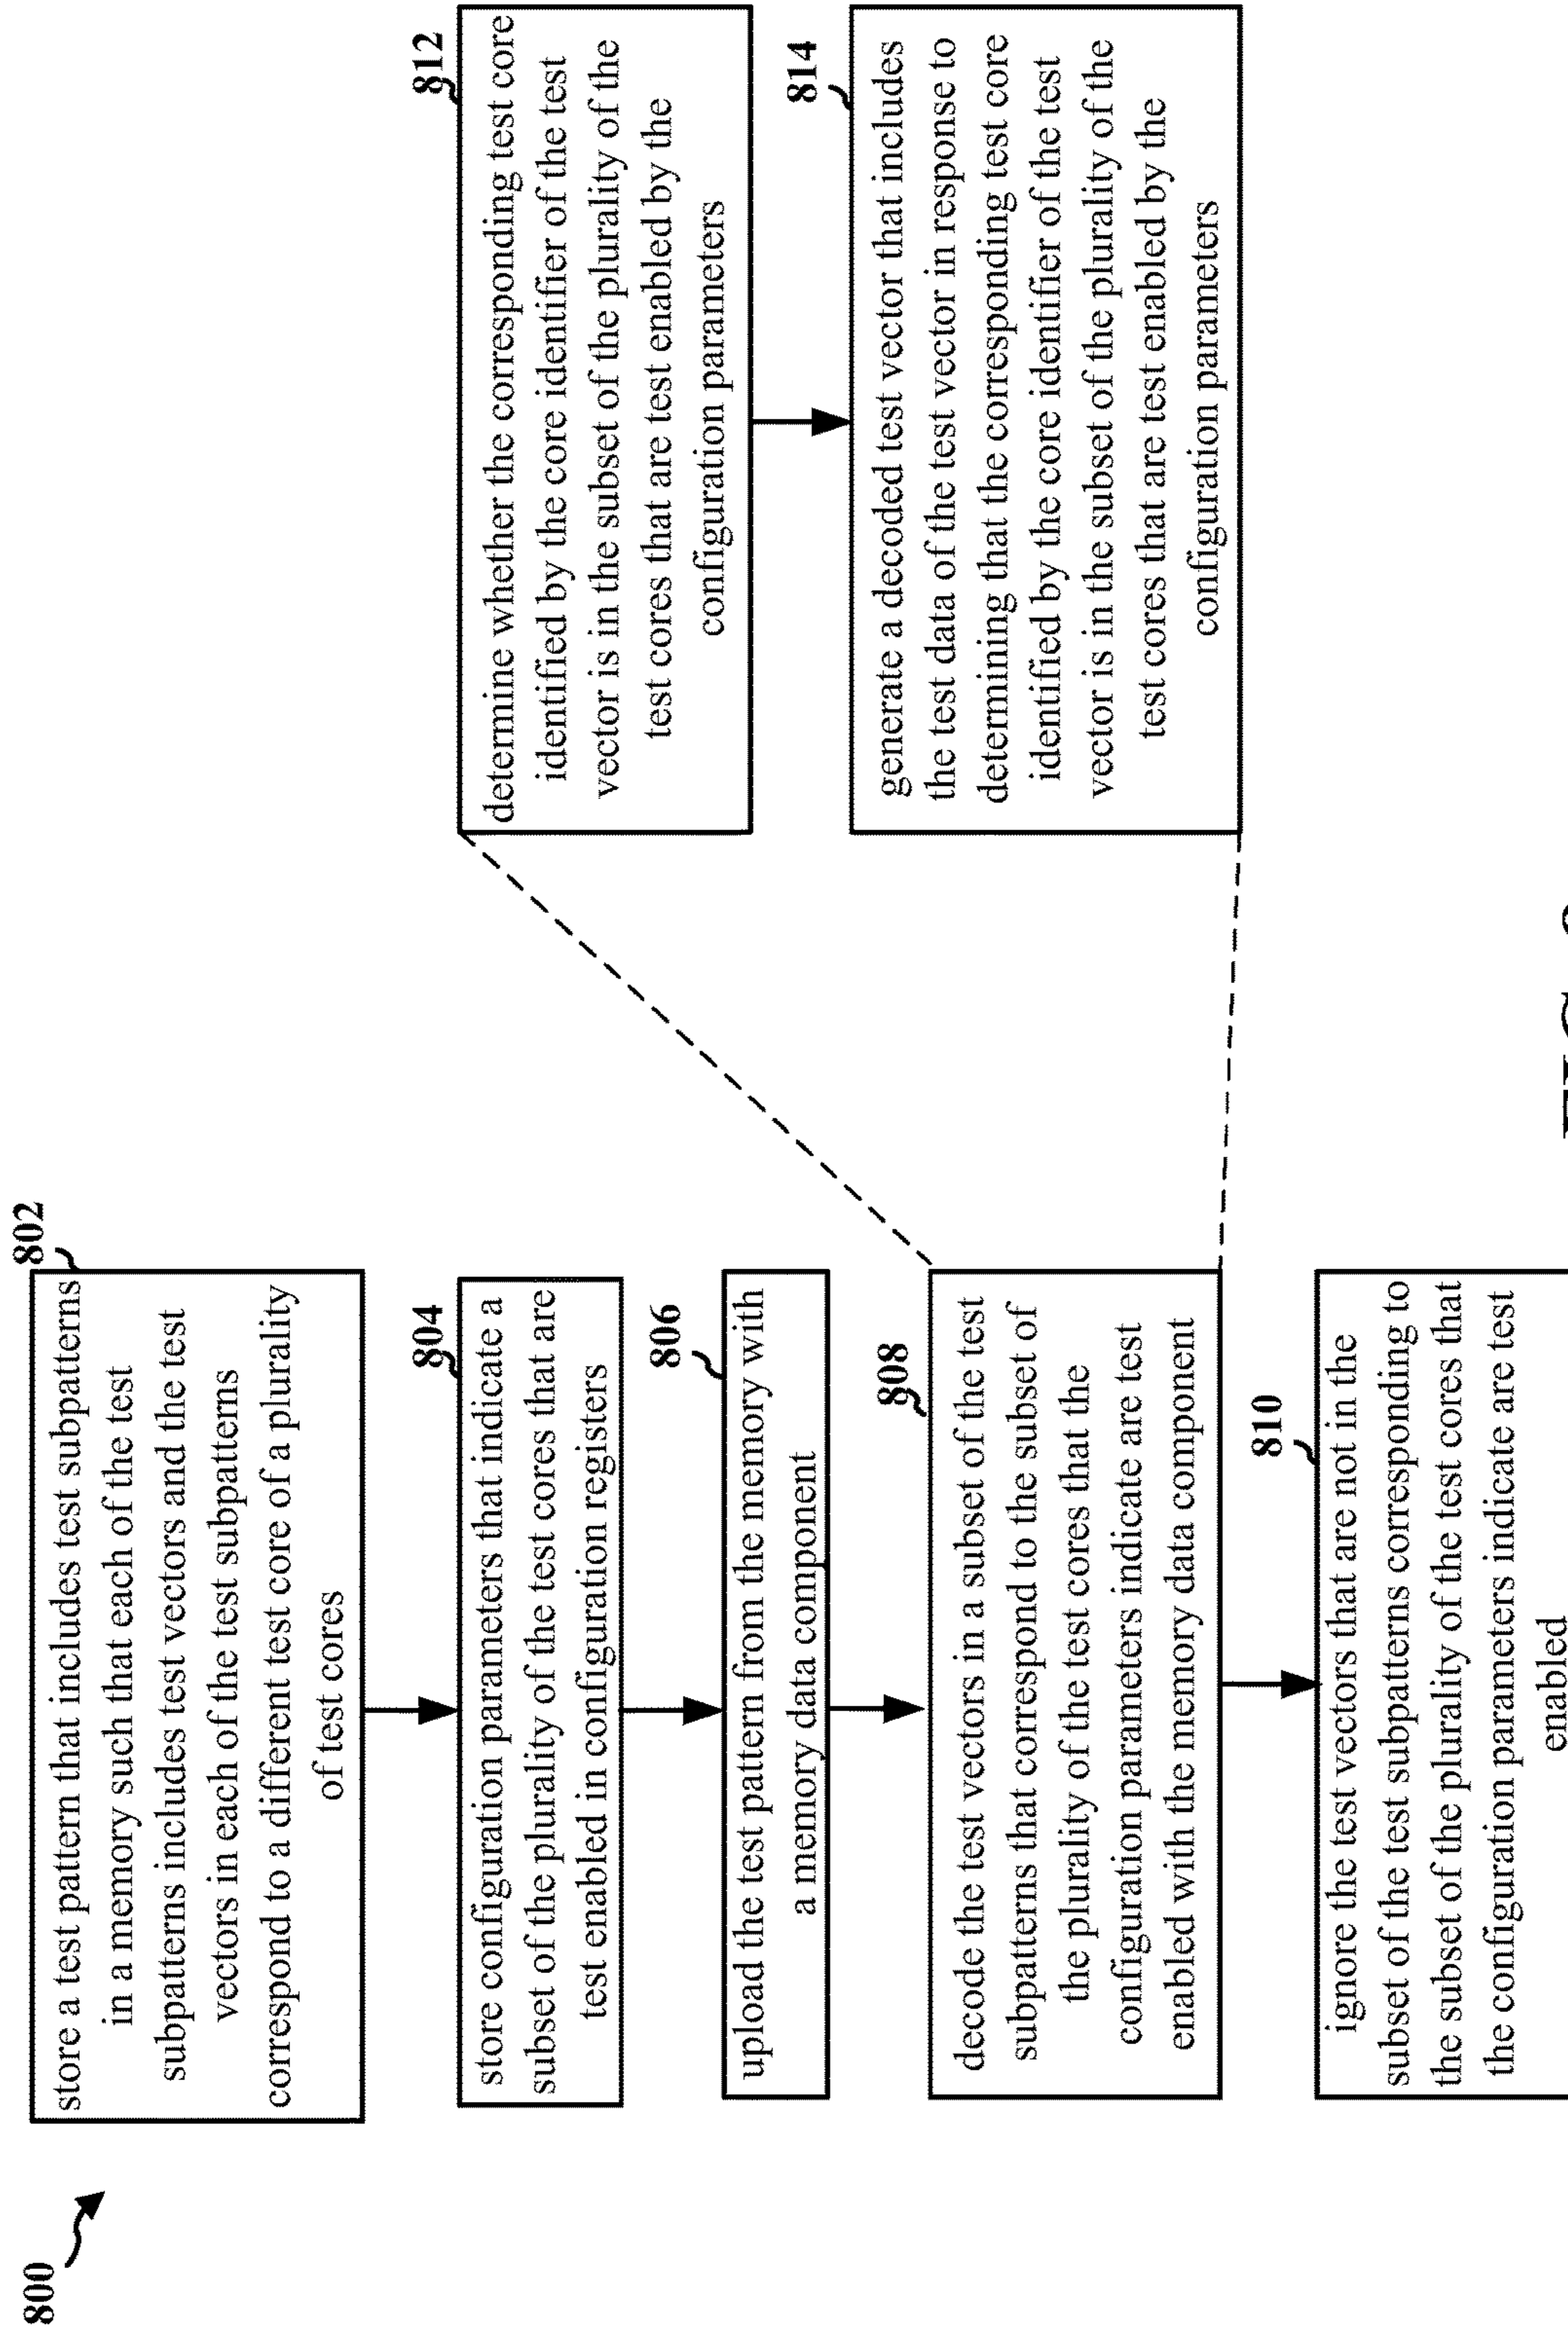 800
802
store a test pattern that includes test subpatterns
in a memory such that each of the test
subpatterns includes test vectors and the test
vectors in each of the test subpatterns
correspond to a different test core of a plurality
of test cores
804
store configuration parameters that indicate a
subset of the plurality of the test cores that are
test enabled in configuration registers
806
upload the test pattern from the memory with
a memory data component
808
decode the test vectors in a subset of the test
subpatterns that correspond to the subset of
the plurality of the test cores that the
configuration parameters indicate are test
enabled with the memory data component
810
ignore the test vectors that are not in the
subset of the test subpatterns corresponding to
the subset of the plurality of the test cores that
the configuration parameters indicate are test
enabled
812
determine whether the corresponding test core
identified by the core identifier of the test
vector is in the subset of the plurality of the
test cores that are test enabled by the
configuration parameters
814
generate a decoded test vector that includes
the test data of the test vector in response to
determining that the corresponding test core
identified by the core identifier of the test
vector is in the subset of the plurality of the
test cores that are test enabled by the
configuration parameters